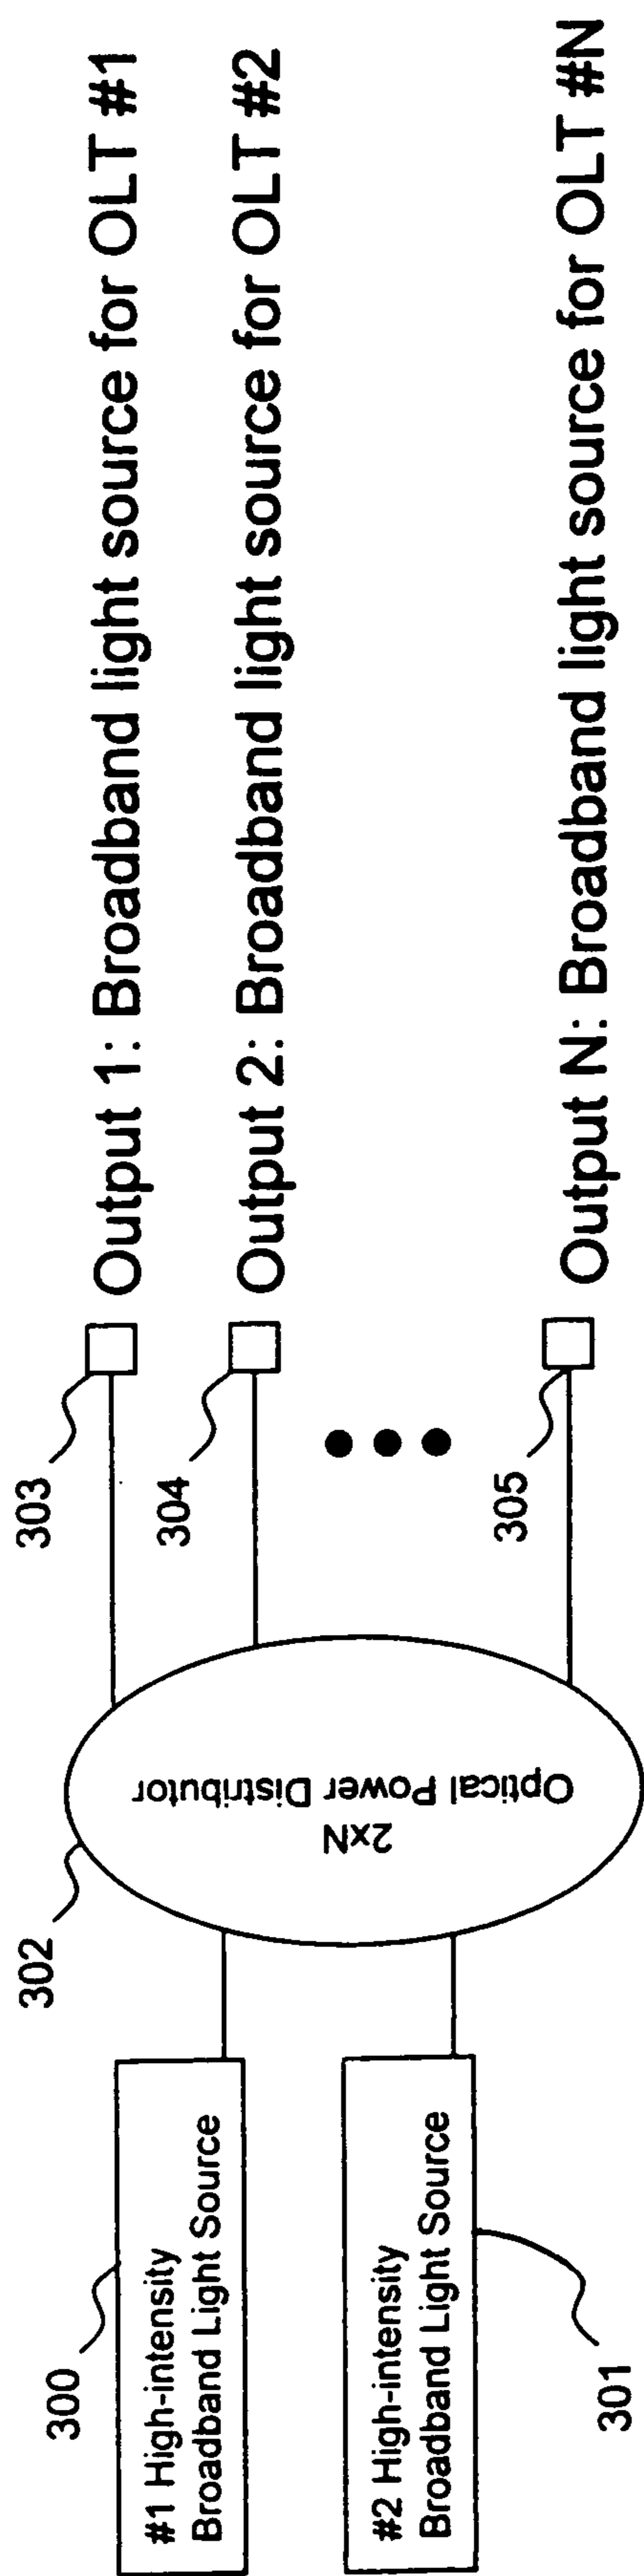 300
#1 High-intensity
Broadband Light Source
#2 High-intensity
Broadband Light Source
301
302
2xN
Optical Power Distributor
303
Output 1: Broadband light source for OLT #1
304
Output 2: Broadband light source for OLT #2
305
Output N: Broadband light source for OLT #N